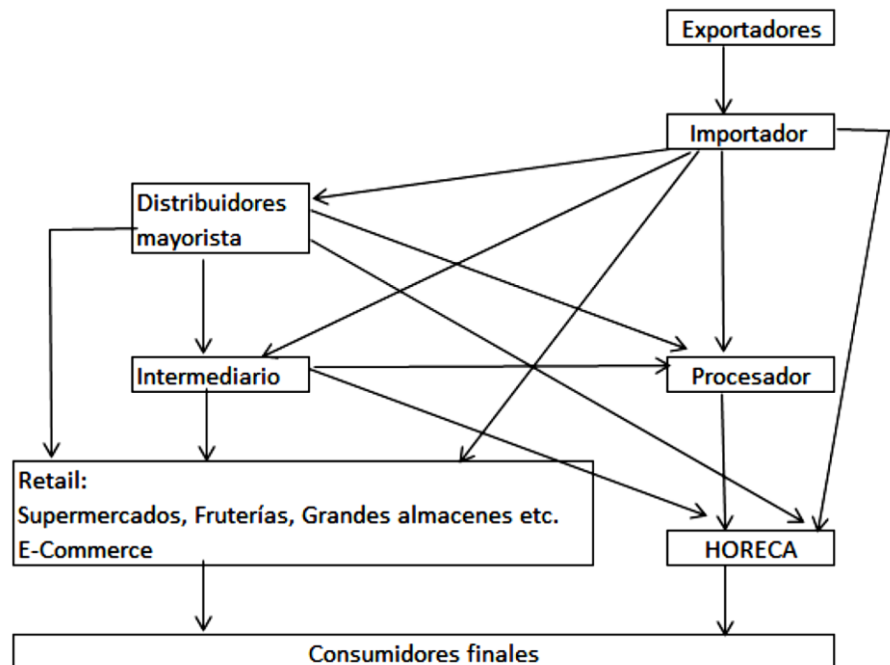 Exportadores
Importador
Distribuidores
mayorista
Intermediario
Procesador
Retail:
Supermercados, Fruterías, Grandes almacenes etc.
E-Commerce
HORECA
Consumidores finales